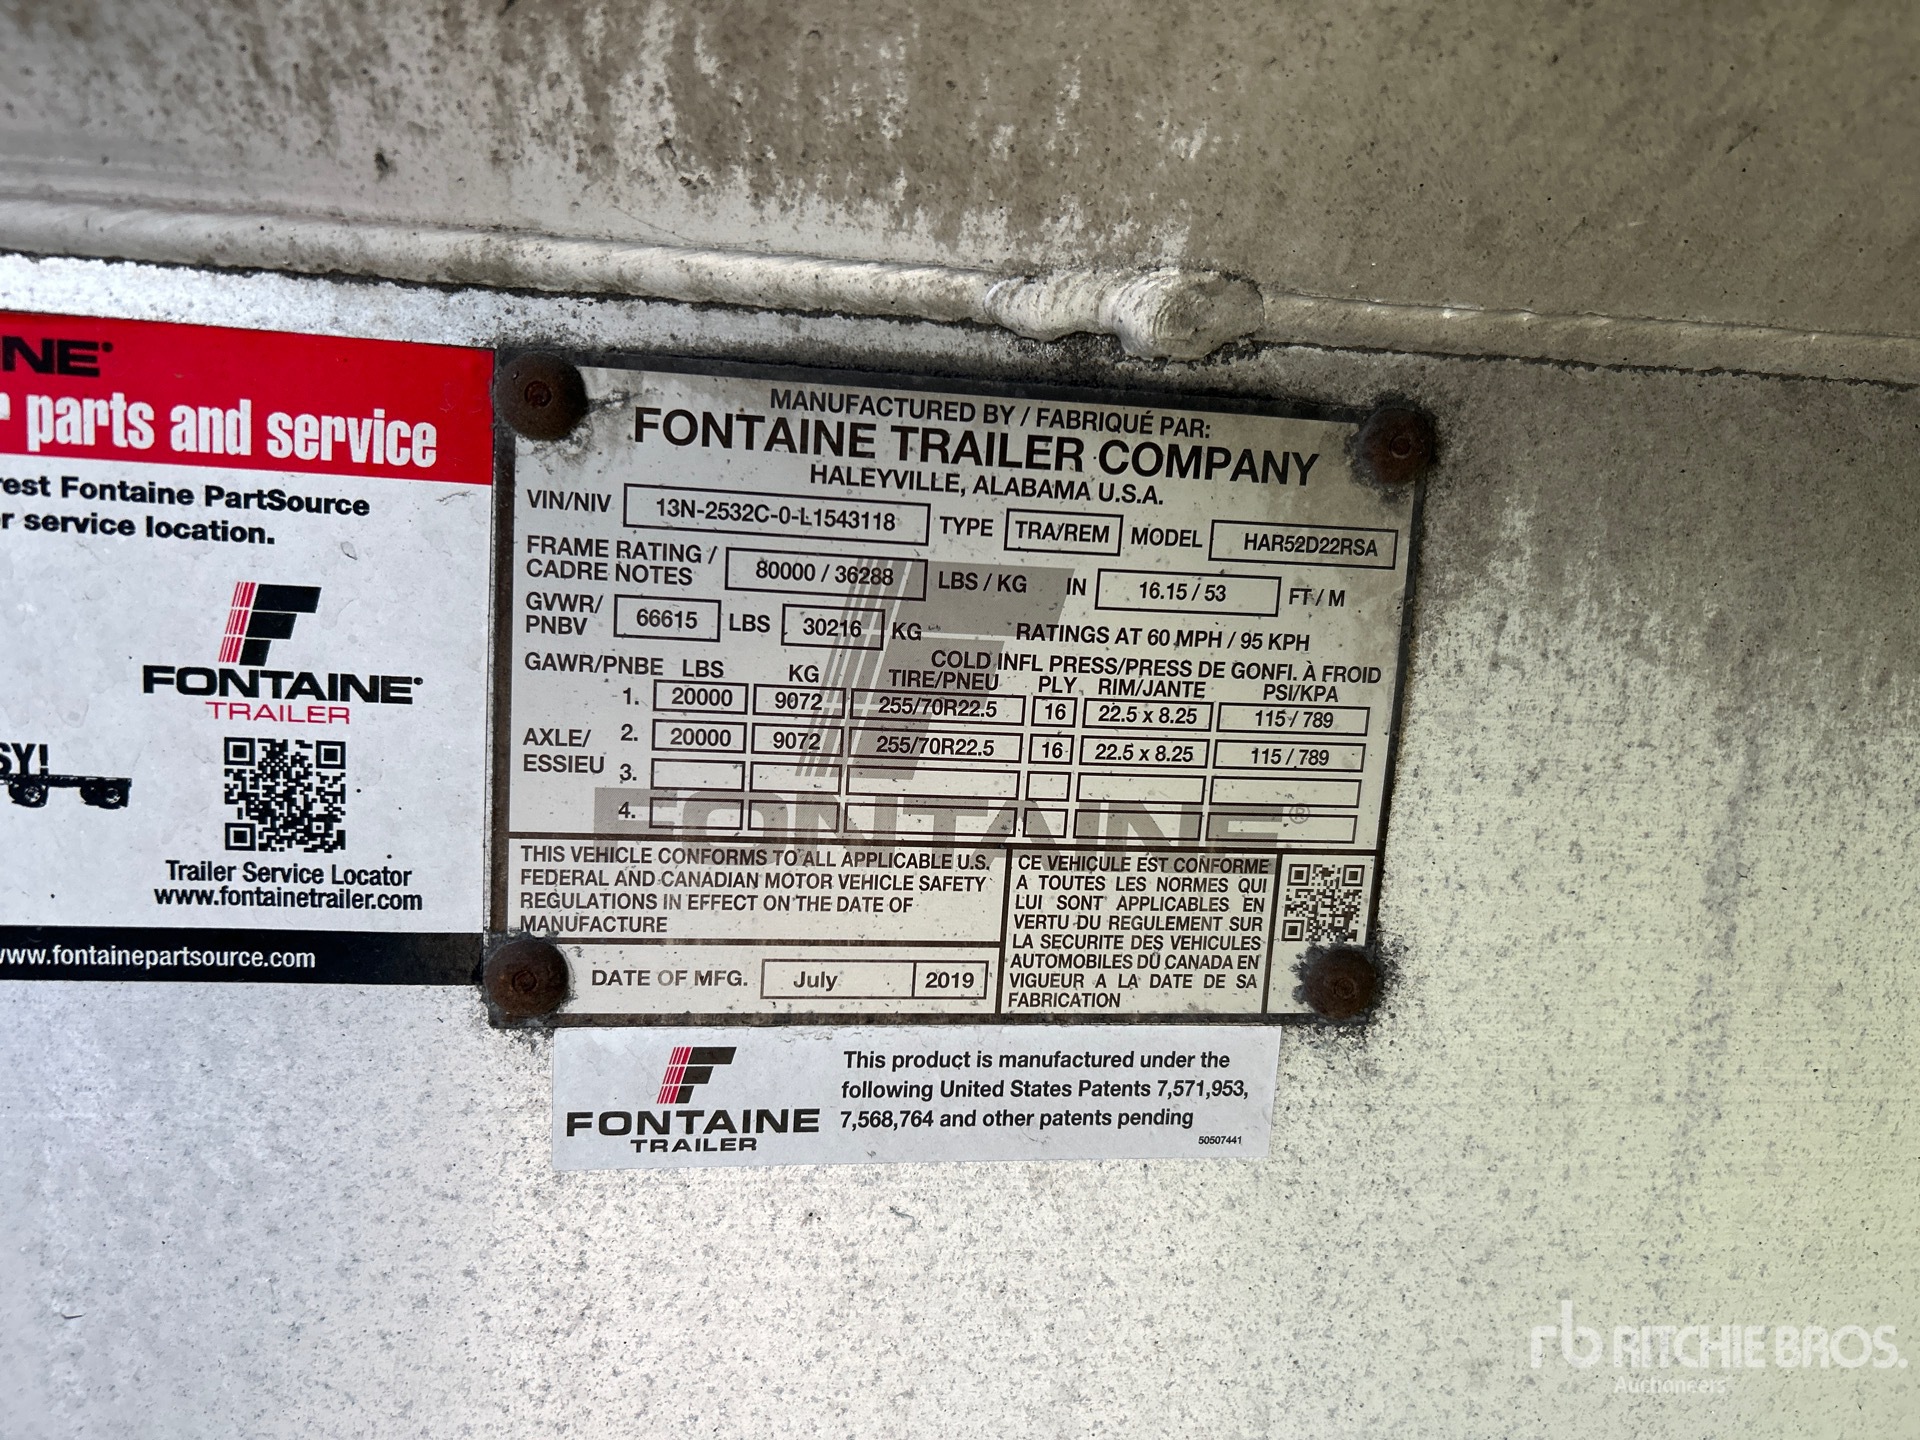 NE
parts and service
rest Fontaine PartSource
r service location.
FONTAINE
TRAILER
SY!
Trailer Service Locator
www.fontainetrailer.com
www.fontainepartsource.com
MANUFACTURED BY / FABRIQUÉ PAR:
FONTAINE TRAILER COMPANY
HALEYVILLE, ALABAMA U.S.A.
VIN/NIV 13N-2532C-0-L1543118 TYPE TRA/REM MODEL HAR52D22RSA
FRAME RATING / CADRE NOTES 80000 / 36288 LBS / KG IN 16.15 / 53 FT / M
GVWR/ PNBV 66615 LBS 30216 KG RATINGS AT 60 MPH / 95 KPH
COLD INFL PRESS/PRESS DE GONFI. À FROID
GAWR/PNBE LBS KG TIRE/PNEU PLY RIM/JANTE PSI/KPA
1. 20000 9072 255/70R22.5 16 22.5 x 8.25 115 / 789
AXLE/ ESSIEU 2. 20000 9072 255/70R22.5 16 22.5 x 8.25 115 / 789
3.
4.
FONTAINE®
THIS VEHICLE CONFORMS TO ALL APPLICABLE U.S.
FEDERAL AND CANADIAN MOTOR VEHICLE SAFETY
REGULATIONS IN EFFECT ON THE DATE OF
MANUFACTURE
CE VEHICULE EST CONFORME
A TOUTES LES NORMES QUI
LUI SONT APPLICABLES EN
VERTU DU REGULEMENT SUR
LA SECURITE DES VEHICULES
AUTOMOBILES DU CANADA EN
VIGUEUR A LA DATE DE SA
FABRICATION
DATE OF MFG. July 2019
FONTAINE
TRAILER
This product is manufactured under the
following United States Patents 7,571,953,
7,568,764 and other patents pending
50507441
rb RITCHIE BROS.
Auctioneers